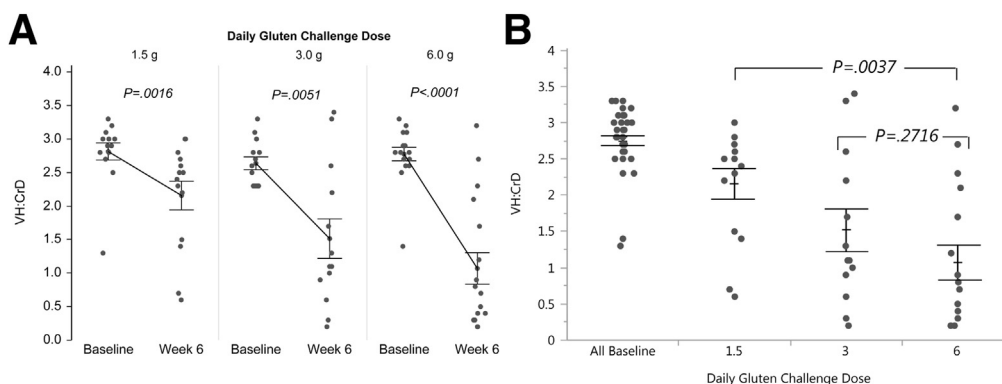 A
Daily Gluten Challenge Dose
1.5 g
3.0 g
6.0 g
P=.0016
P=.0051
P<.0001
VH:CrD
4.0
3.5
3.0
2.5
2.0
1.5
1.0
0.5
0.0
Baseline Week 6 Baseline Week 6 Baseline Week 6
B
P=.0037
P=.2716
VH:CrD
4
3.5
3
2.5
2
1.5
1
0.5
0
All Baseline 1.5 3 6
Daily Gluten Challenge Dose